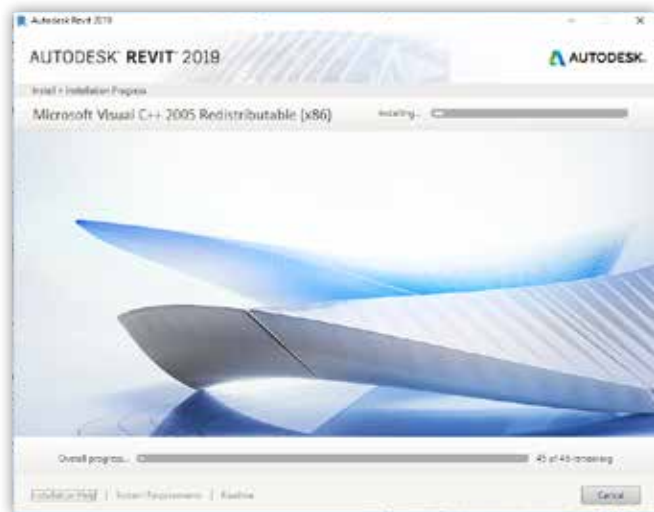 Autodesk Revit 2019
AUTODESK® REVIT® 2019
AUTODESK.
Install > Installation Progress
Microsoft Visual C++ 2005 Redistributable (x86)
Installing...
Overall progress...
45 of 46 remaining
Installation Help | System Requirements | Readme
Cancel